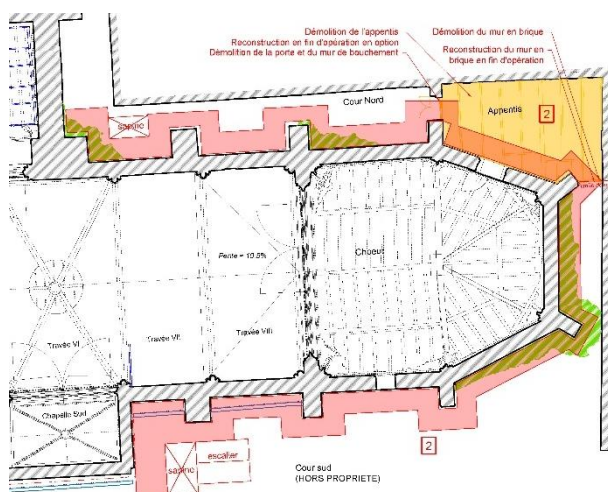 Démolition de l'appentis
Reconstruction en fin d'opération en option
Démolition de la porte et du mur de bouchement
Démolition du mur en brique
Reconstruction du mur en
brique en fin d'opération
Cour Nord
Appentis
2
sapine
Pente = 10.5%
Choeur
Travée VI
Travée VII
Travée VIII
Chapelle Sud
sapine
escalier
2
Cour sud
(HORS PROPRIETE)